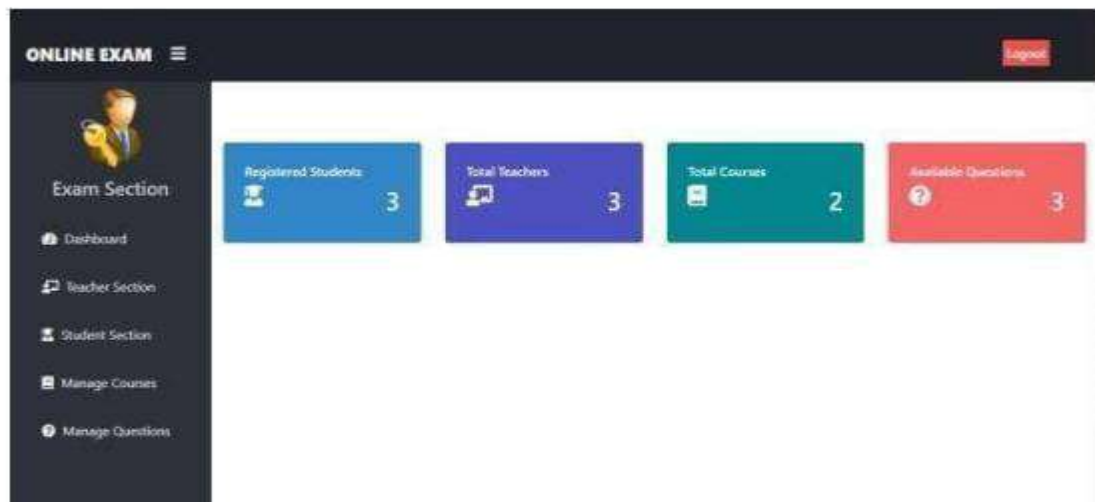 ONLINE EXAM
Logout
Exam Section
Dashboard
Teacher Section
Student Section
Manage Courses
Manage Questions
Registered Students
3
Total Teachers
3
Total Courses
2
Available Questions
3